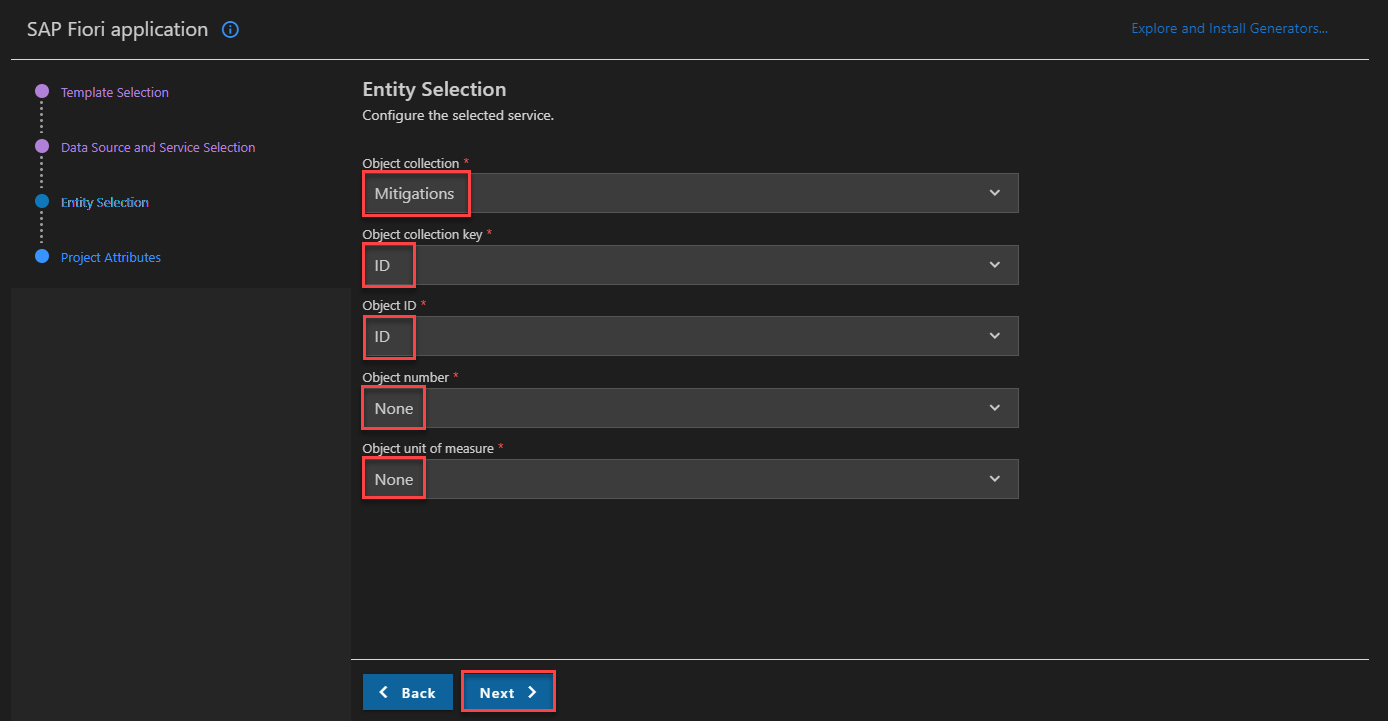 SAP Fiori application
Explore and Install Generators...
Template Selection
Data Source and Service Selection
Entity Selection
Project Attributes
Entity Selection
Configure the selected service.
Object collection *
Mitigations
Object collection key *
ID
Object ID *
ID
Object number *
None
Object unit of measure *
None
Back
Next